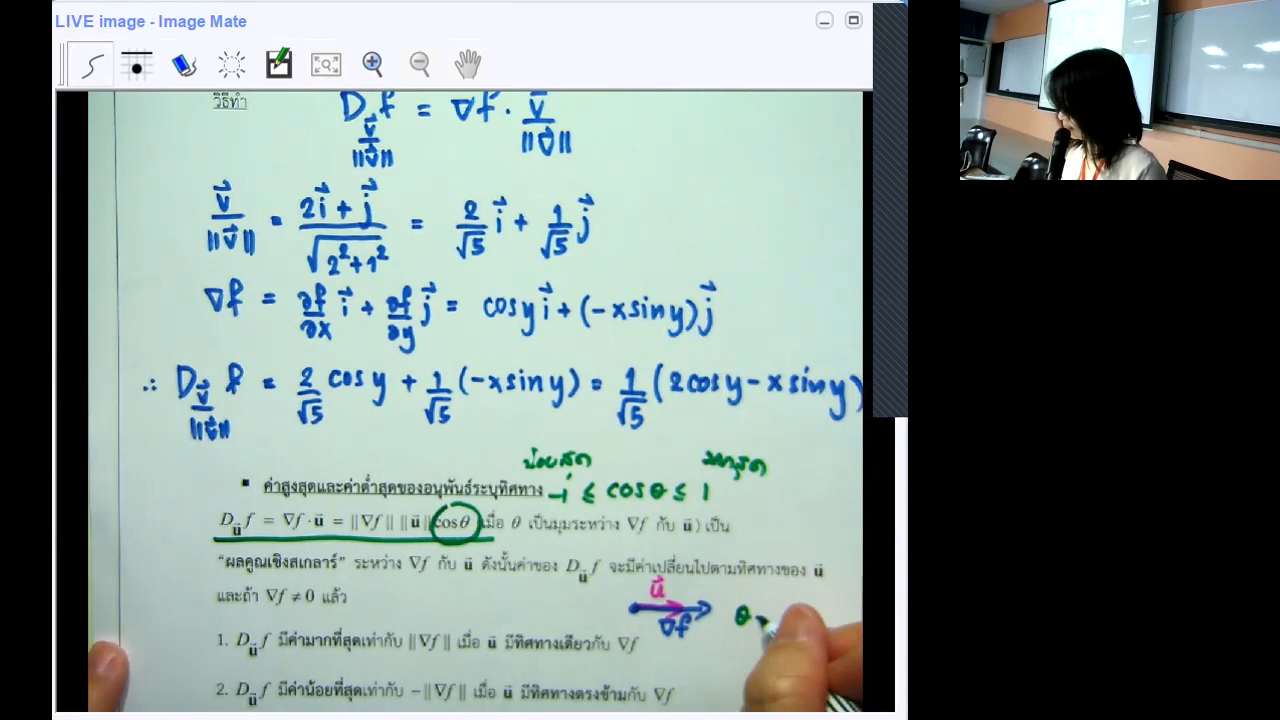 LIVE image - Image Mate
วิธีทำ
D_{v⃗/||v⃗||} f = ∇f · v⃗/||v⃗||
v⃗/||v⃗|| = (2i⃗ + j⃗)/√(2²+1²) = 2/√5 i⃗ + 1/√5 j⃗
∇f = ∂f/∂x i⃗ + ∂f/∂y j⃗ = cosy i⃗ + (-xsiny) j⃗
∴ D_{v⃗/||v⃗||} f = 2/√5 cosy + 1/√5 (-xsiny) = 1/√5 (2cosy - xsiny)
น้อยสุด มากสุด
▪ ค่าสูงสุดและค่าต่ำสุดของอนุพันธ์ระบุทิศทาง -1 ≤ cosθ ≤ 1
D_u⃗ f = ∇f · u⃗ = ||∇f|| ||u⃗|| cosθ เมื่อ θ เป็นมุมระหว่าง ∇f กับ u⃗ ) เป็น
“ผลคูณเชิงสเกลาร์” ระหว่าง ∇f กับ u⃗ ดังนั้นค่าของ D_u⃗ f จะมีค่าเปลี่ยนไปตามทิศทางของ u⃗
และถ้า ∇f ≠ 0 แล้ว
u⃗
∇f θ
1. D_u⃗ f มีค่ามากที่สุดเท่ากับ ||∇f|| เมื่อ u⃗ มีทิศทางเดียวกับ ∇f
2. D_u⃗ f มีค่าน้อยที่สุดเท่ากับ -||∇f|| เมื่อ u⃗ มีทิศทางตรงข้ามกับ ∇f